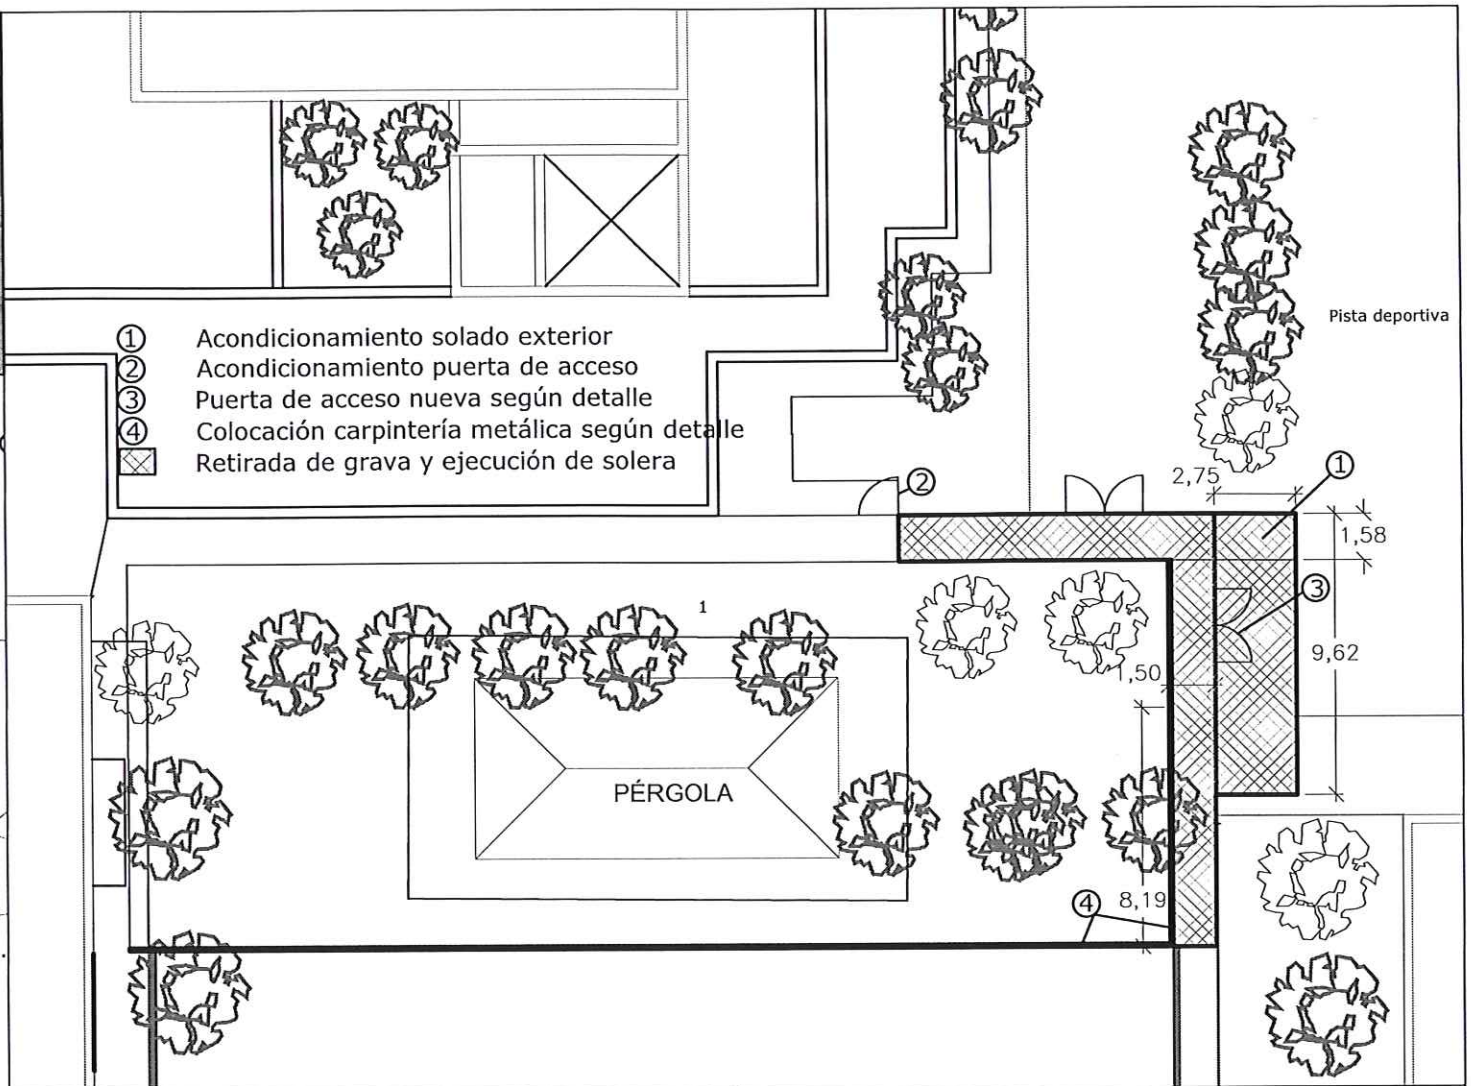 ① Acondicionamiento solado exterior
② Acondicionamiento puerta de acceso
③ Puerta de acceso nueva según detalle
④ Colocación carpintería metálica según detalle
Retirada de grava y ejecución de solera
Pista deportiva
2,75
①
②
1,58
③
1
1,50
9,62
PÉRGOLA
④
8,19